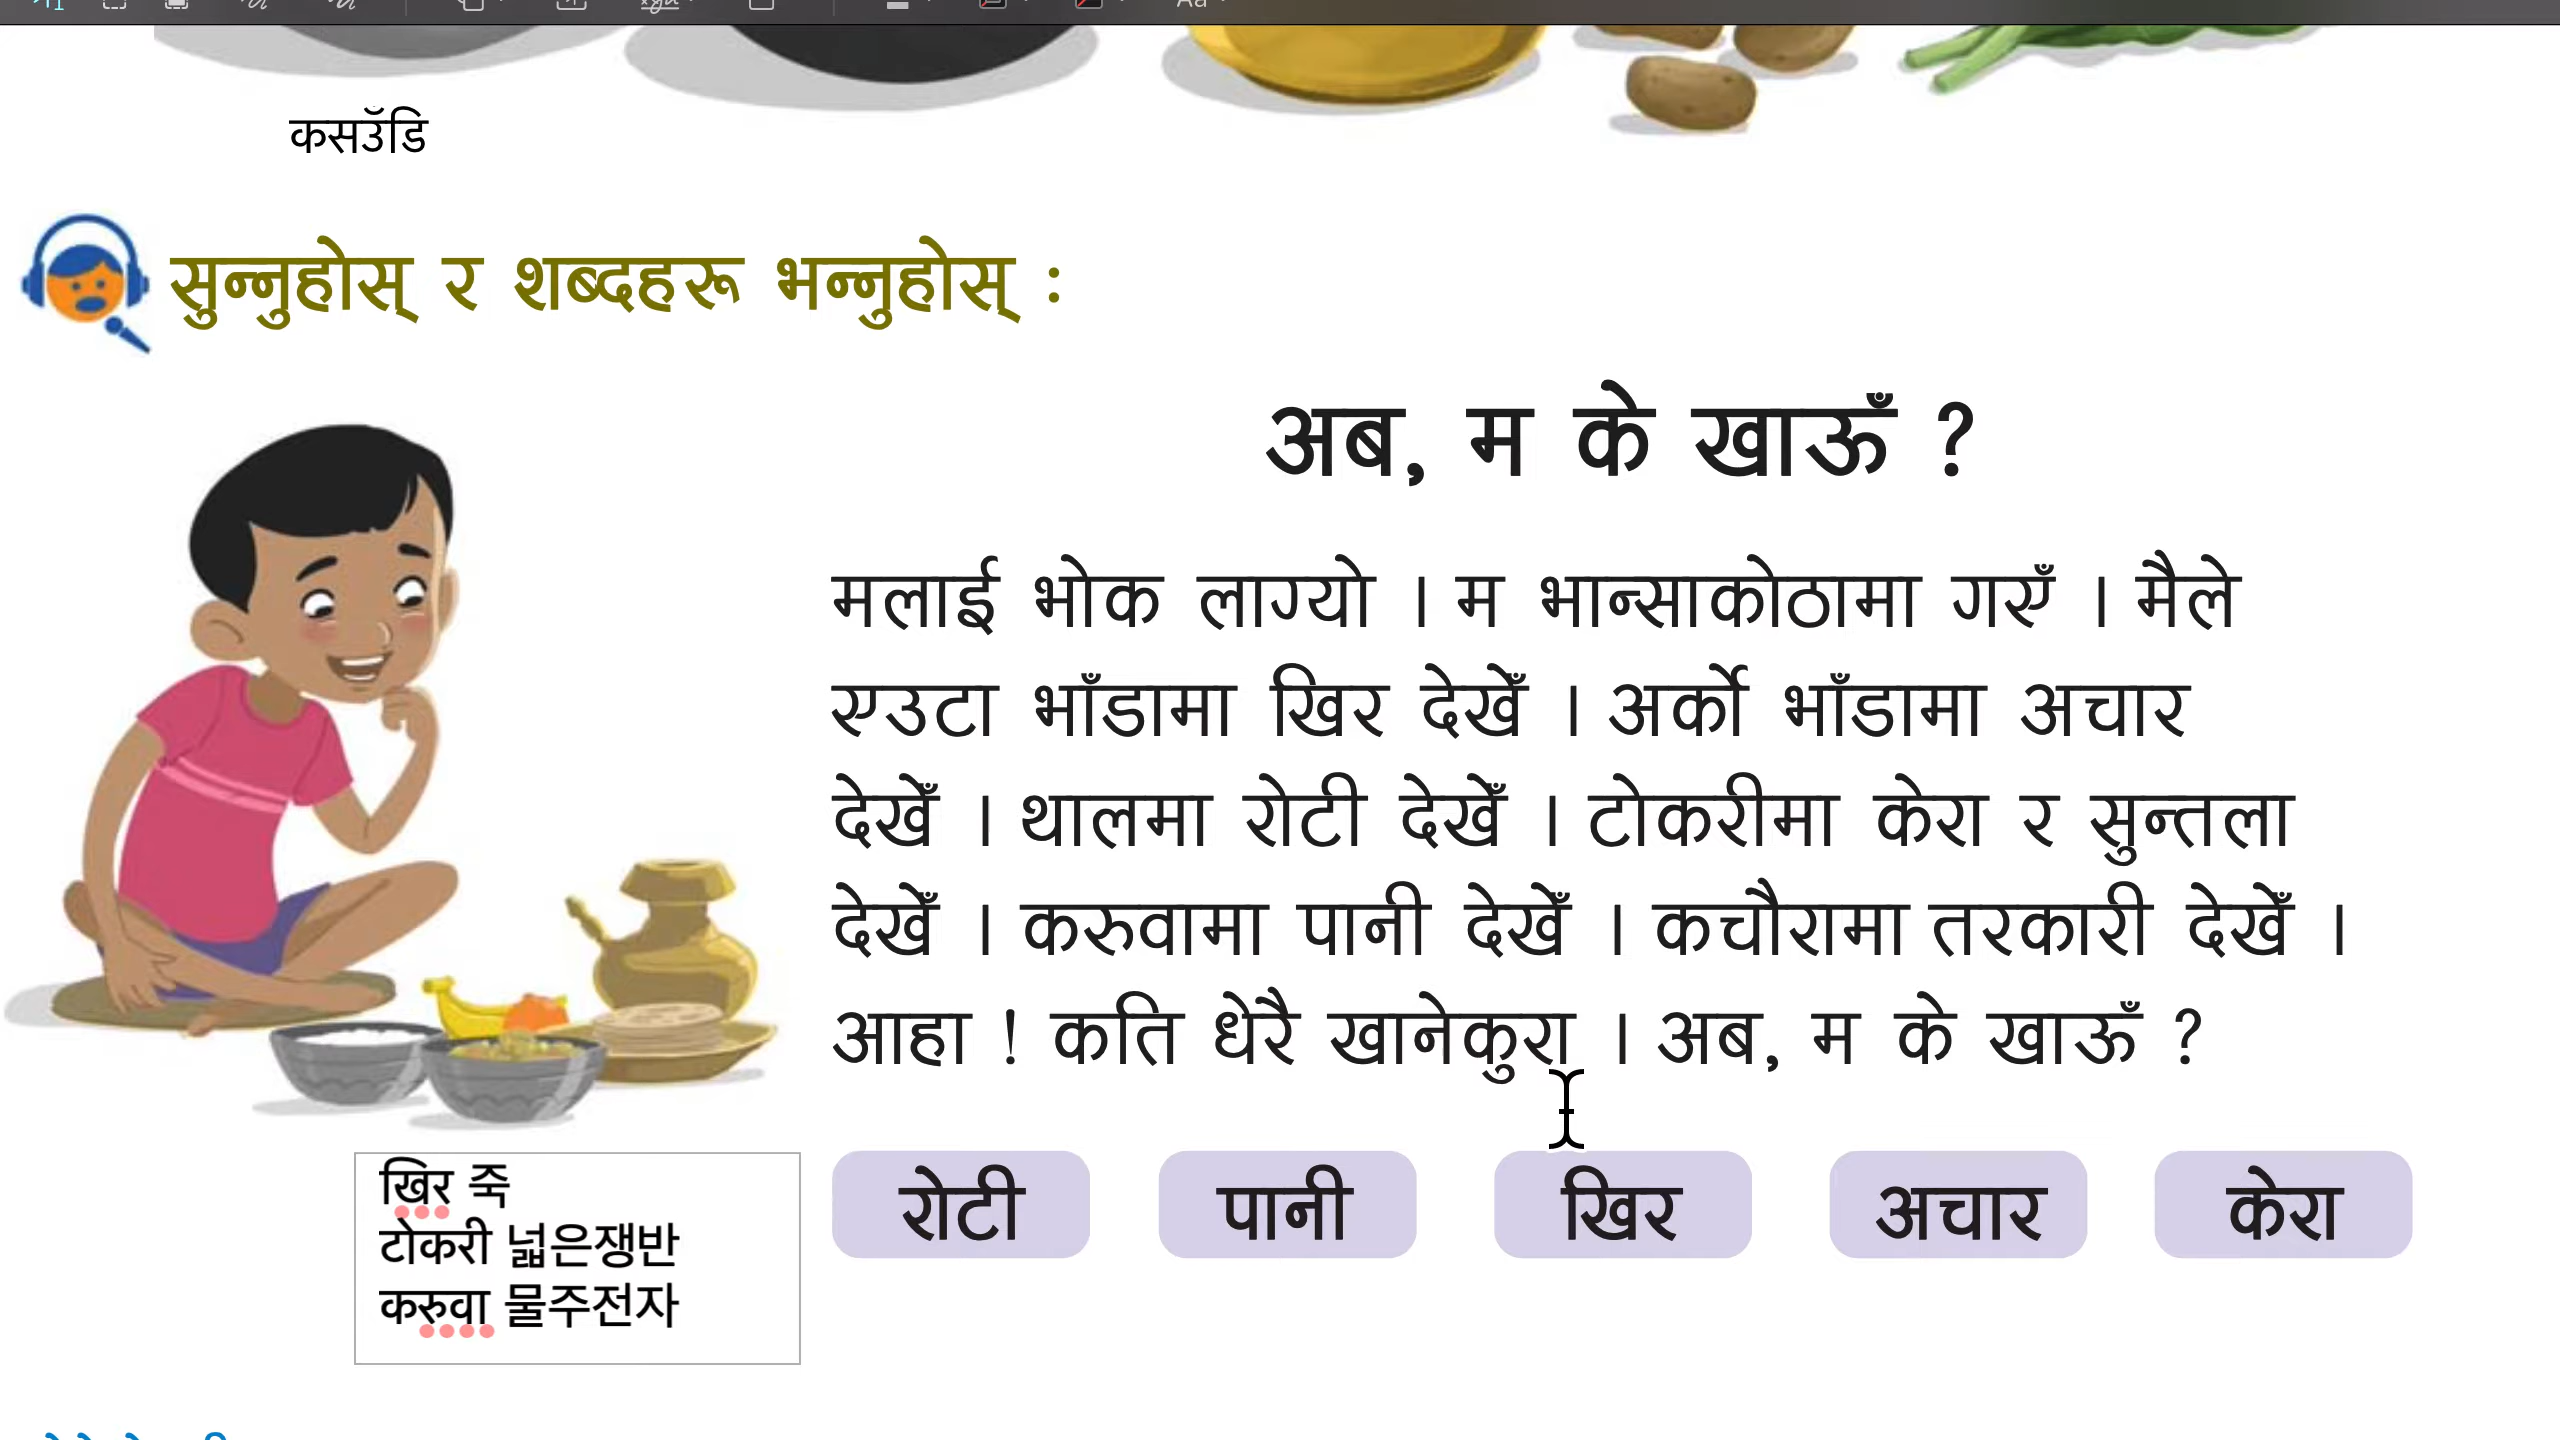 कसउँडि
सुन्नुहोस् र शब्दहरू भन्नुहोस् :
अब, म के खाऊँ ?
मलाई भोक लाग्यो । म भान्साकोठामा गएँ । मैले
एउटा भाँडामा खिर देखेँ । अर्को भाँडामा अचार
देखेँ । थालमा रोटी देखेँ । टोकरीमा केरा र सुन्तला
देखेँ । करुवामा पानी देखेँ । कचौरामा तरकारी देखेँ ।
आहा ! कति धेरै खानेकुरा । अब, म के खाऊँ ?
रोटी पानी खिर अचार केरा
खिर 죽
टोकरी 넓은쟁반
करुवा 물주전자